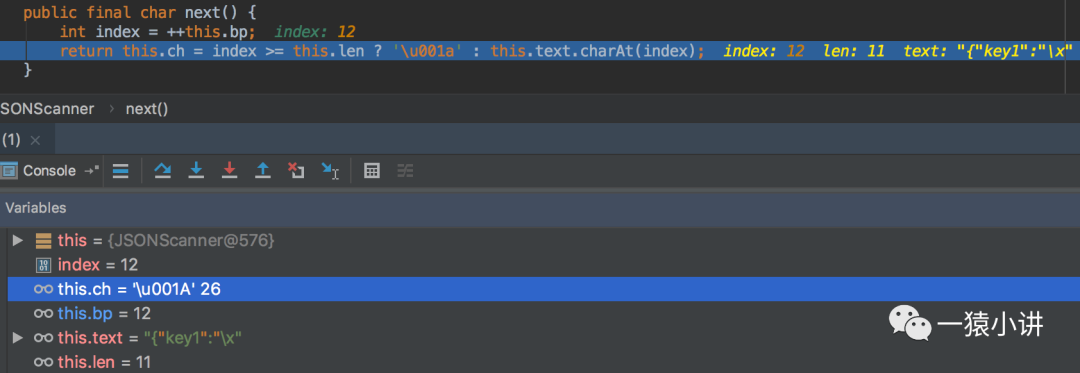 public final char next() {
int index = ++this.bp;  index: 12
return this.ch = index >= this.len ? '\u001a' : this.text.charAt(index);  index: 12  len: 11  text: "{"key1":"\x"
}
SONScanner › next()
(1) ×
Console
Variables
this = {JSONScanner@576}
index = 12
this.ch = '\u001A' 26
this.bp = 12
this.text = "{"key1":"\x"
this.len = 11
一猿小讲